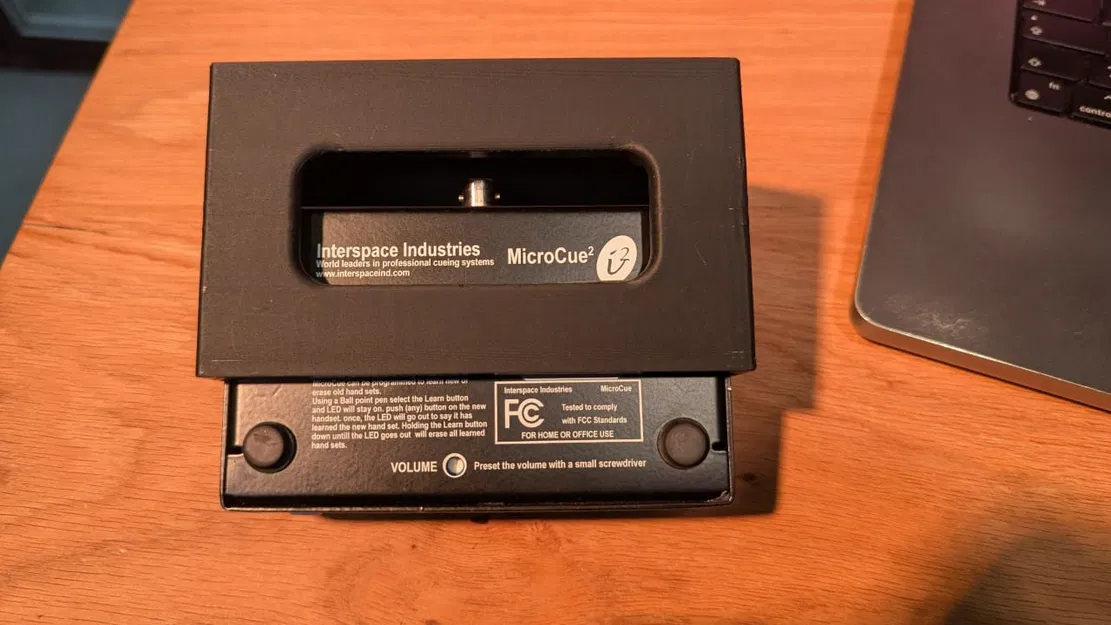 Interspace Industries
World leaders in professional cueing systems
www.interspaceind.com
MicroCue2
i2
MicroCue can be programmed to learn new or
erase old hand sets.
Using a Ball point pen select the Learn button
and LED will stay on. push (any) button on the new
handset, once, the LED will go out to say it has
learned the new hand set. Holding the Learn button
down untill the LED goes out will erase all learned
hand sets.
Interspace Industries MicroCue
FC
Tested to comply
with FCC Standards
FOR HOME OR OFFICE USE
VOLUME Preset the volume with a small screwdriver
fn
contro